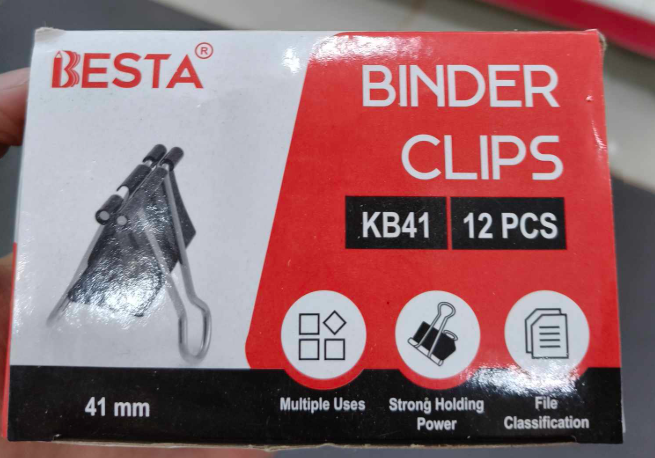 BESTA®
BINDER
CLIPS
KB41
12 PCS
41 mm
Multiple Uses
Strong Holding
Power
File
Classification